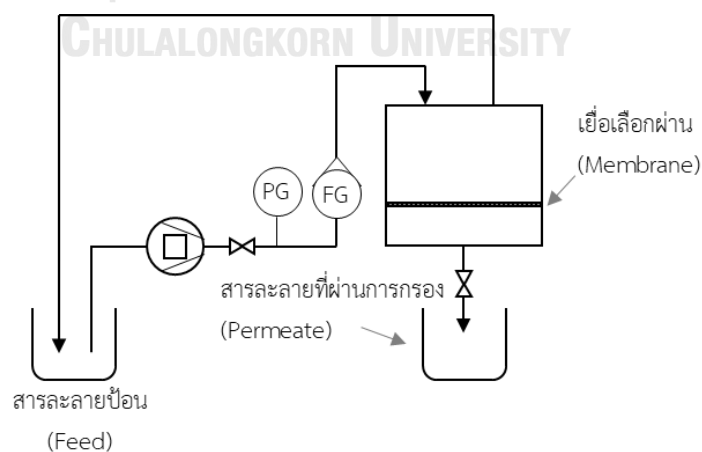 CHULALONGKORN UNIVERSITY
เยื่อเลือกผ่าน
(Membrane)
PG
FG
สารละลายที่ผ่านการกรอง
(Permeate)
สารละลายป้อน
(Feed)